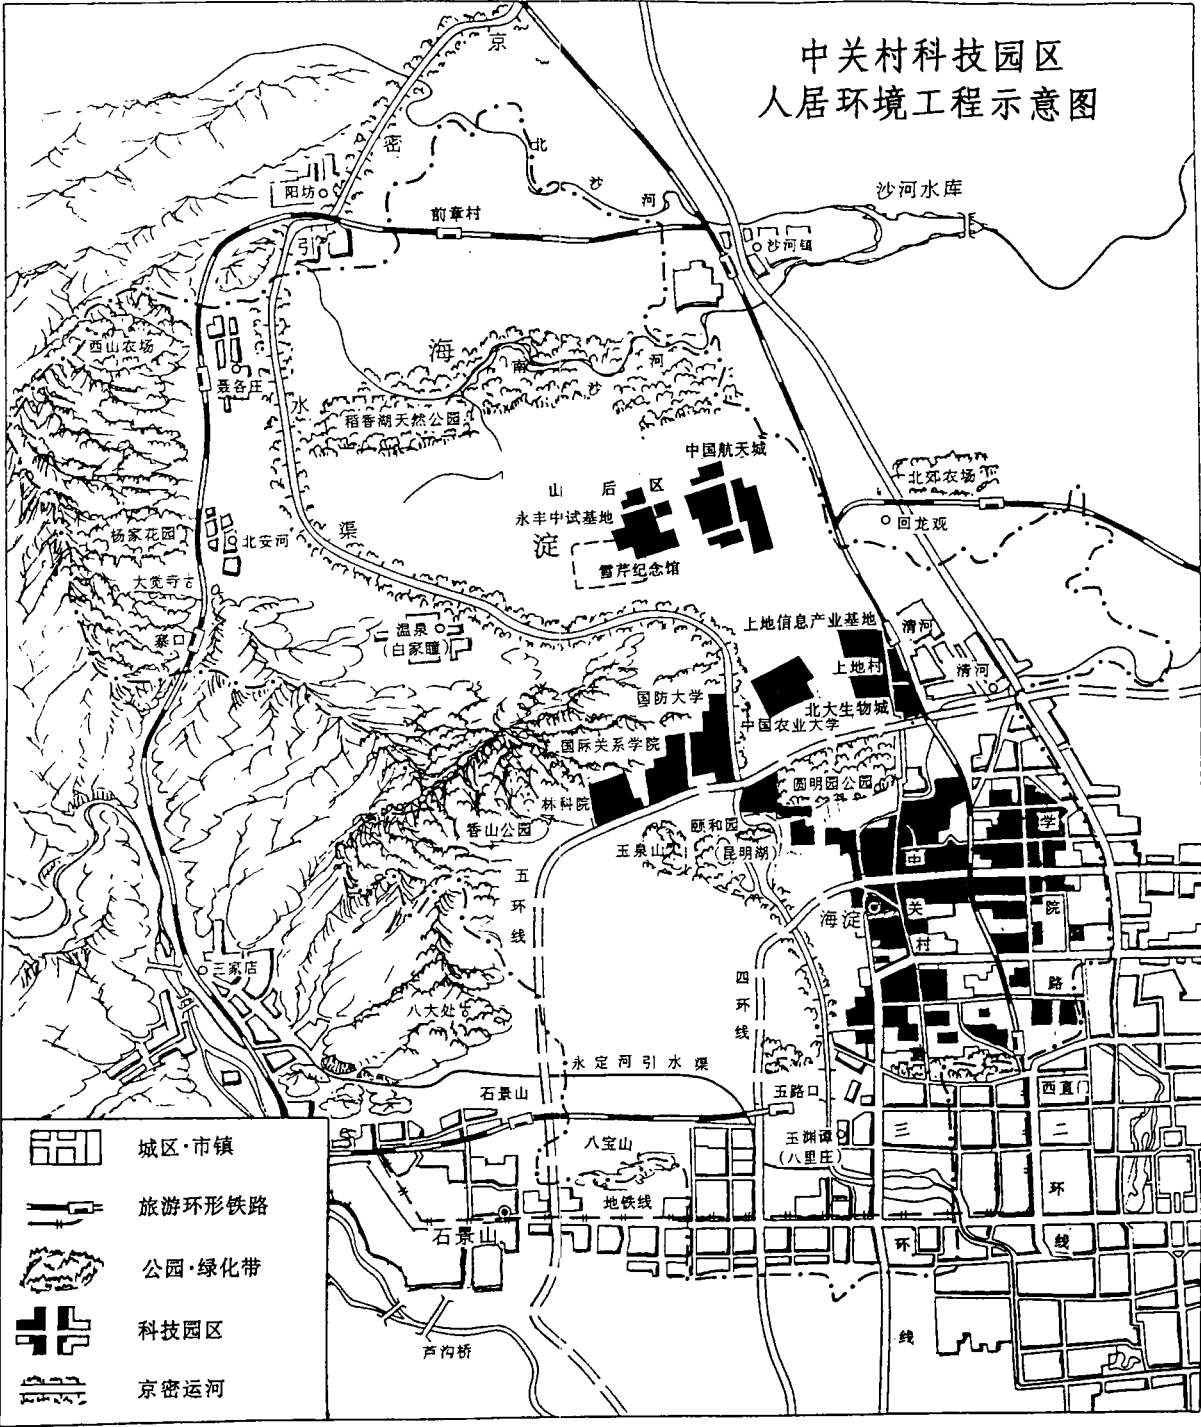 中关村科技园区
人居环境工程示意图
京
密
引
水
渠
北
沙
河
沙河水库
阳坊
前章村
沙河镇
西山农场
聂各庄
海
淀
南
沙
河
稻香湖天然公园
中国航天城
山后区
永丰中试基地
雪芹纪念馆
北郊农场
回龙观
杨家花园
北安河
大觉寺
寨口
温泉
(白家疃)
上地信息产业基地
清河
上地村
清河
北大生物城
中国农业大学
国防大学
国际关系学院
林科院
圆明园公园
香山公园
颐和园
(昆明湖)
玉泉山
五
环
线
学
院
路
中
关
村
海淀
四
环
线
三家店
八大处
永定河引水渠
石景山
五路口
西直门
八宝山
玉渊潭
(八里庄)
三
环
线
二
环
线
地铁线
石景山
芦沟桥
城区·市镇
旅游环形铁路
公园·绿化带
科技园区
京密运河